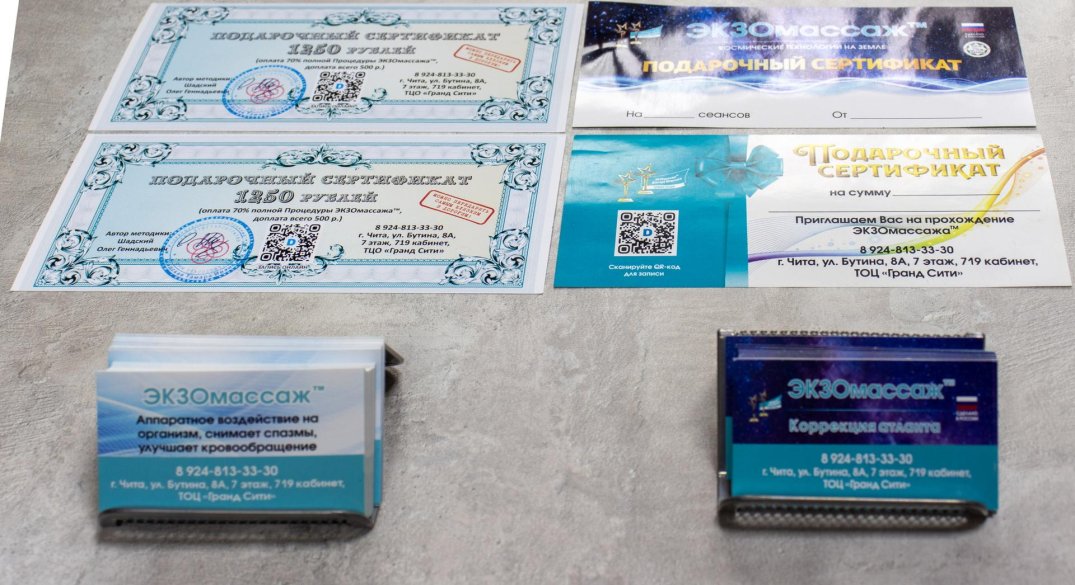 ПОДАРОЧНЫЙ СЕРТИФИКАТ
1250 РУБЛЕЙ
(оплата 70% полной Процедуры ЭКЗОмассажа™,
доплата всего 500 р.)
Автор методики:
Шадский
Олег Геннадьевич
8 924-813-33-30
г. Чита, ул. Бутина, 8А,
7 этаж, 719 кабинет,
ТЦО «Гранд Сити»
ЭКЗОмассаж™
КОСМИЧЕСКИЕ ТЕХНОЛОГИИ НА ЗЕМЛЕ
ПОДАРОЧНЫЙ СЕРТИФИКАТ
На ______ сеансов
От ______
ПОДАРОЧНЫЙ СЕРТИФИКАТ
1250 РУБЛЕЙ
(оплата 70% полной Процедуры ЭКЗОмассажа™,
доплата всего 500 р.)
Автор методики:
Шадский
Олег Геннадьевич
8 924-813-33-30
г. Чита, ул. Бутина, 8А,
7 этаж, 719 кабинет,
ТЦО «Гранд Сити»
ЗАПИСЬ ОНЛАЙН
ПОДАРОЧНЫЙ
СЕРТИФИКАТ
на сумму
Приглашаем Вас на прохождение
ЭКЗОмассажа™
8 924-813-33-30
г. Чита, ул. Бутина, 8А, 7 этаж, 719 кабинет,
ТОЦ «Гранд Сити»
Сканируйте QR-код
для записи
ЭКЗОмассаж™
Аппаратное воздействие на
организм, снимает спазмы,
улучшает кровообращение
8 924-813-33-30
г. Чита, ул. Бутина, 8А, 7 этаж, 719 кабинет,
ТОЦ «Гранд Сити»
ЭКЗОмассаж™
Коррекция атланта
СДЕЛАНО
В РОССИИ
8 924-813-33-30
г. Чита, ул. Бутина, 8А, 7 этаж, 719 кабинет,
ТОЦ «Гранд Сити»